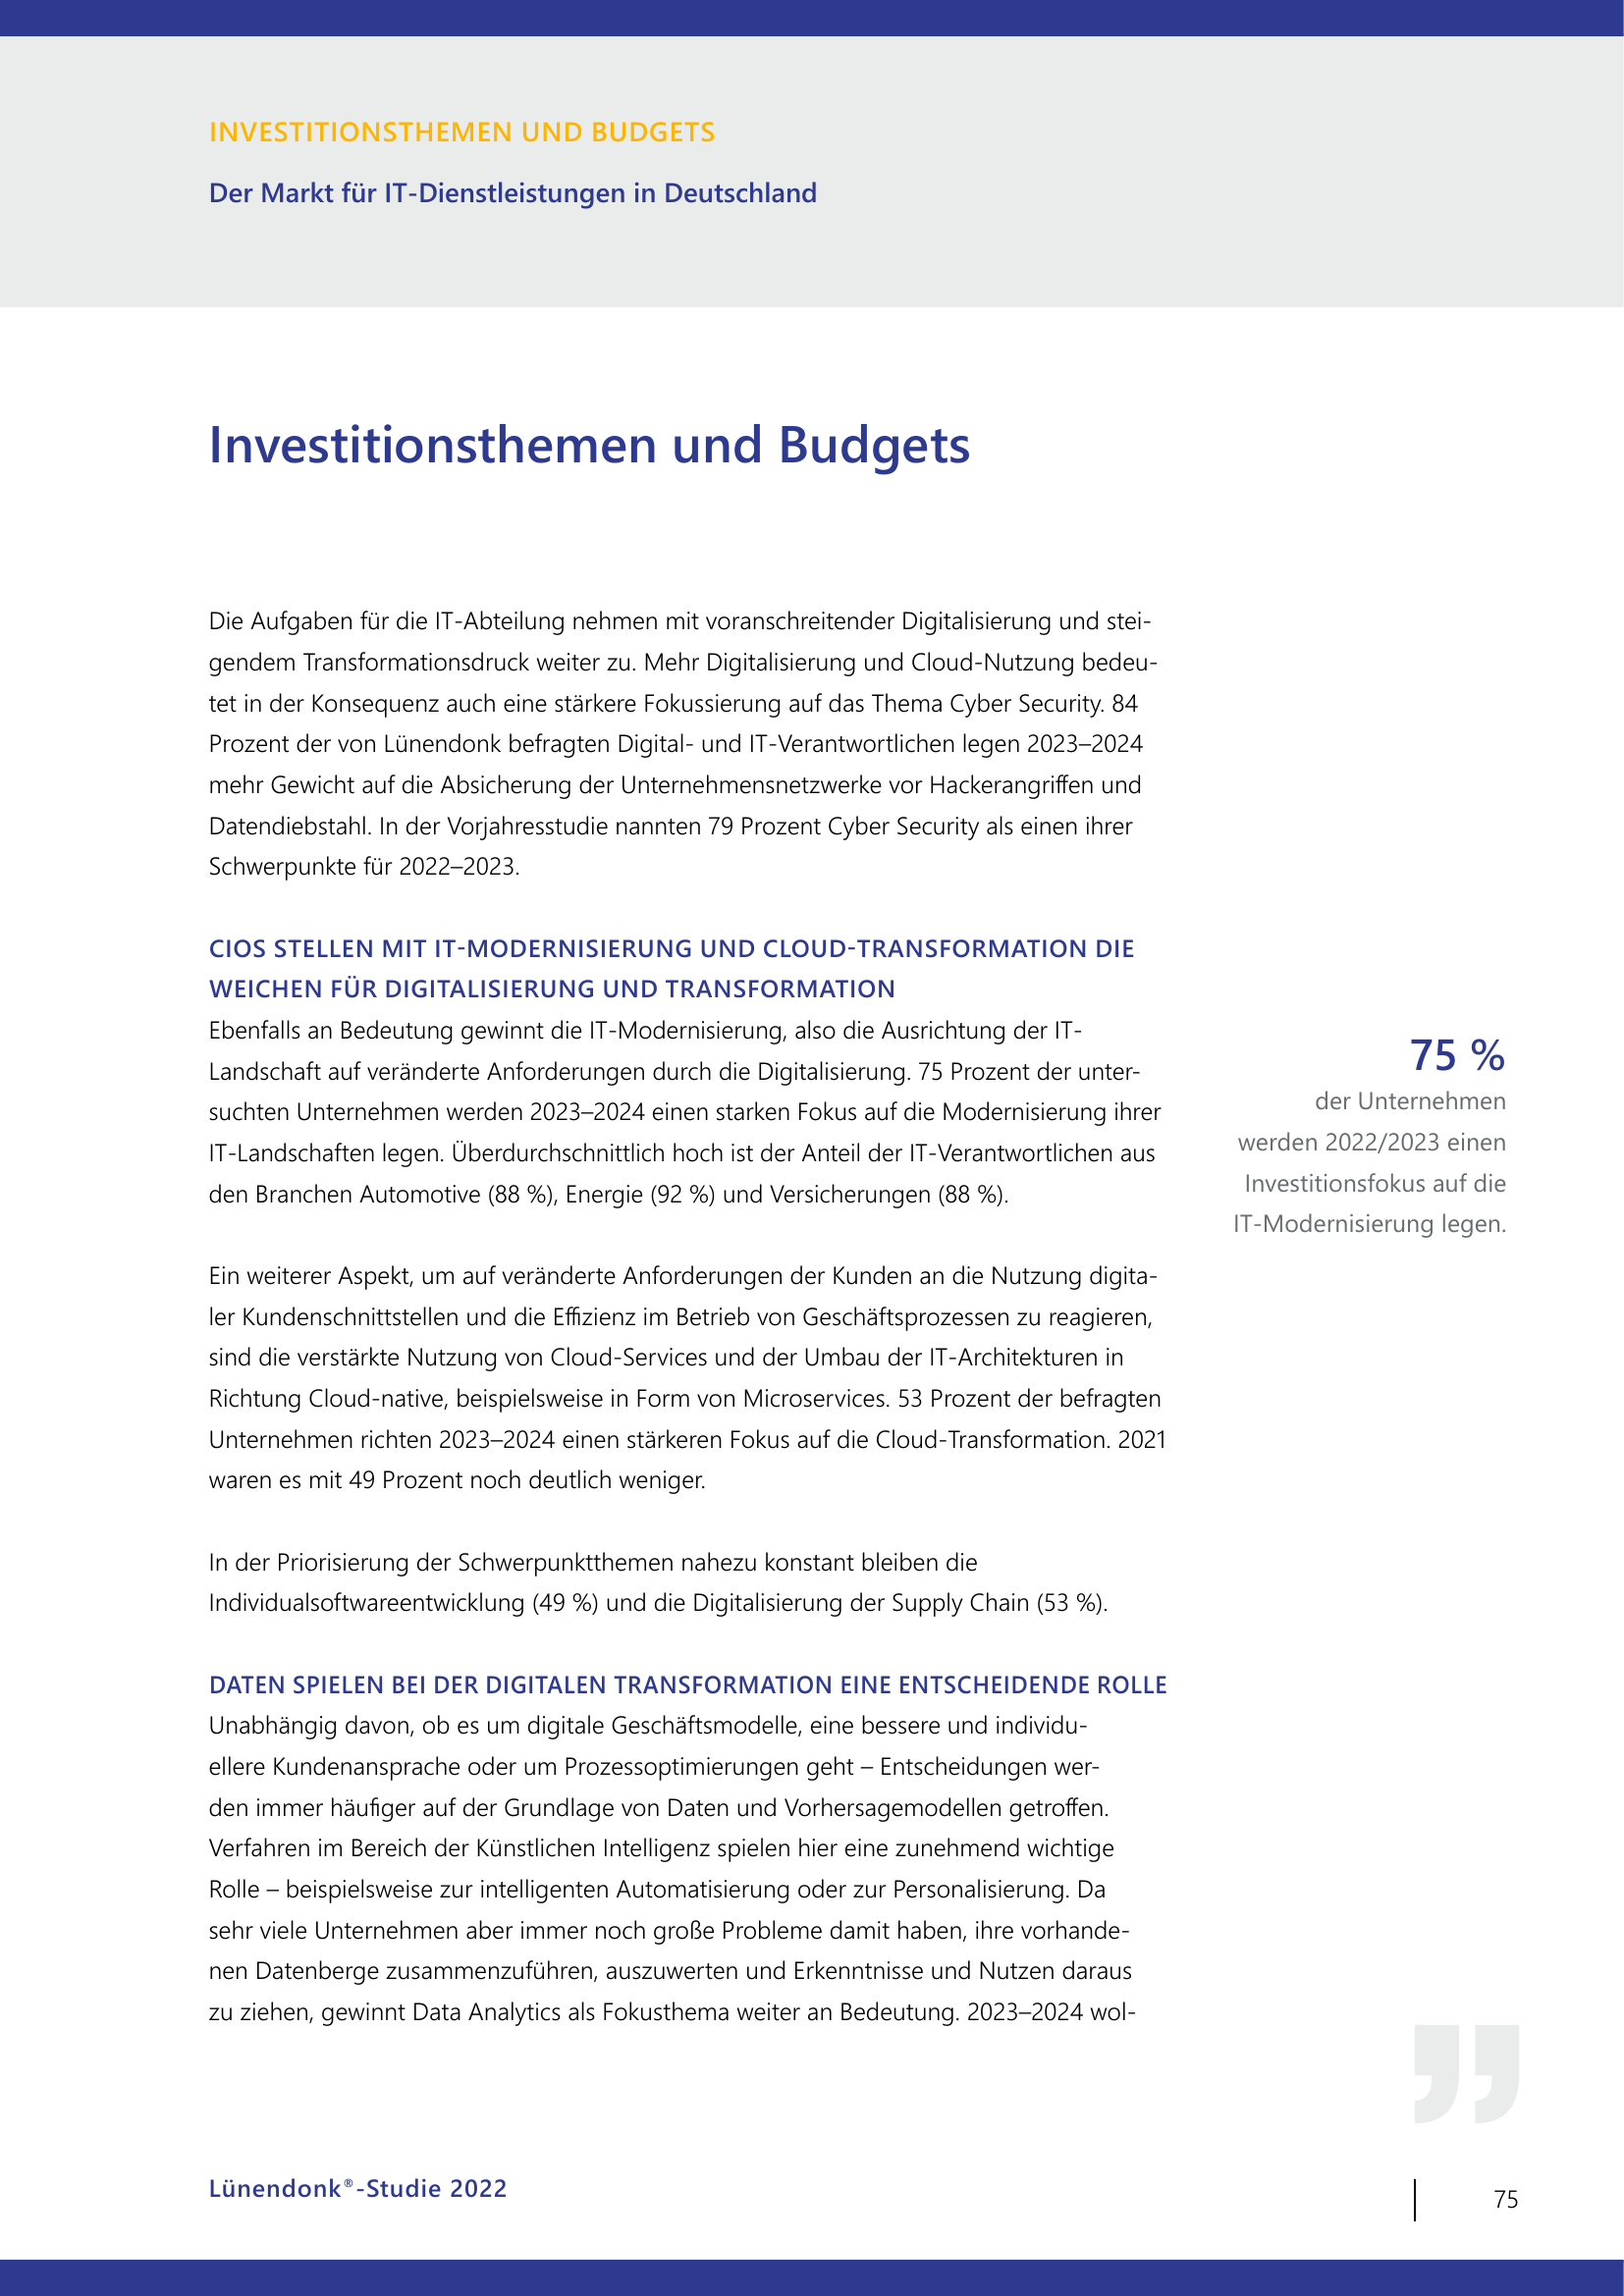 INVESTITIONSTHEMEN UND BUDGETS
Der Markt für IT-Dienstleistungen in Deutschland
Investitionsthemen und Budgets
Die Aufgaben für die IT-Abteilung nehmen mit voranschreitender Digitalisierung und stei-
gendem Transformationsdruck weiter zu. Mehr Digitalisierung und Cloud-Nutzung bedeu-
tet in der Konsequenz auch eine stärkere Fokussierung auf das Thema Cyber Security. 84
Prozent der von Lünendonk befragten Digital- und IT-Verantwortlichen legen 2023–2024
mehr Gewicht auf die Absicherung der Unternehmensnetzwerke vor Hackerangriffen und
Datendiebstahl. In der Vorjahresstudie nannten 79 Prozent Cyber Security als einen ihrer
Schwerpunkte für 2022–2023.
CIOS STELLEN MIT IT-MODERNISIERUNG UND CLOUD-TRANSFORMATION DIE
WEICHEN FÜR DIGITALISIERUNG UND TRANSFORMATION
Ebenfalls an Bedeutung gewinnt die IT-Modernisierung, also die Ausrichtung der IT-
Landschaft auf veränderte Anforderungen durch die Digitalisierung. 75 Prozent der unter-
suchten Unternehmen werden 2023–2024 einen starken Fokus auf die Modernisierung ihrer
IT-Landschaften legen. Überdurchschnittlich hoch ist der Anteil der IT-Verantwortlichen aus
den Branchen Automotive (88 %), Energie (92 %) und Versicherungen (88 %).
75 %
der Unternehmen
werden 2022/2023 einen
Investitionsfokus auf die
IT-Modernisierung legen.
Ein weiterer Aspekt, um auf veränderte Anforderungen der Kunden an die Nutzung digita-
ler Kundenschnittstellen und die Effizienz im Betrieb von Geschäftsprozessen zu reagieren,
sind die verstärkte Nutzung von Cloud-Services und der Umbau der IT-Architekturen in
Richtung Cloud-native, beispielsweise in Form von Microservices. 53 Prozent der befragten
Unternehmen richten 2023–2024 einen stärkeren Fokus auf die Cloud-Transformation. 2021
waren es mit 49 Prozent noch deutlich weniger.
In der Priorisierung der Schwerpunktthemen nahezu konstant bleiben die
Individualsoftwareentwicklung (49 %) und die Digitalisierung der Supply Chain (53 %).
DATEN SPIELEN BEI DER DIGITALEN TRANSFORMATION EINE ENTSCHEIDENDE ROLLE
Unabhängig davon, ob es um digitale Geschäftsmodelle, eine bessere und individu-
ellere Kundenansprache oder um Prozessoptimierungen geht – Entscheidungen wer-
den immer häufiger auf der Grundlage von Daten und Vorhersagemodellen getroffen.
Verfahren im Bereich der Künstlichen Intelligenz spielen hier eine zunehmend wichtige
Rolle – beispielsweise zur intelligenten Automatisierung oder zur Personalisierung. Da
sehr viele Unternehmen aber immer noch große Probleme damit haben, ihre vorhande-
nen Datenberge zusammenzuführen, auszuwerten und Erkenntnisse und Nutzen daraus
zu ziehen, gewinnt Data Analytics als Fokusthema weiter an Bedeutung. 2023–2024 wol-
Lünendonk®-Studie 2022
75